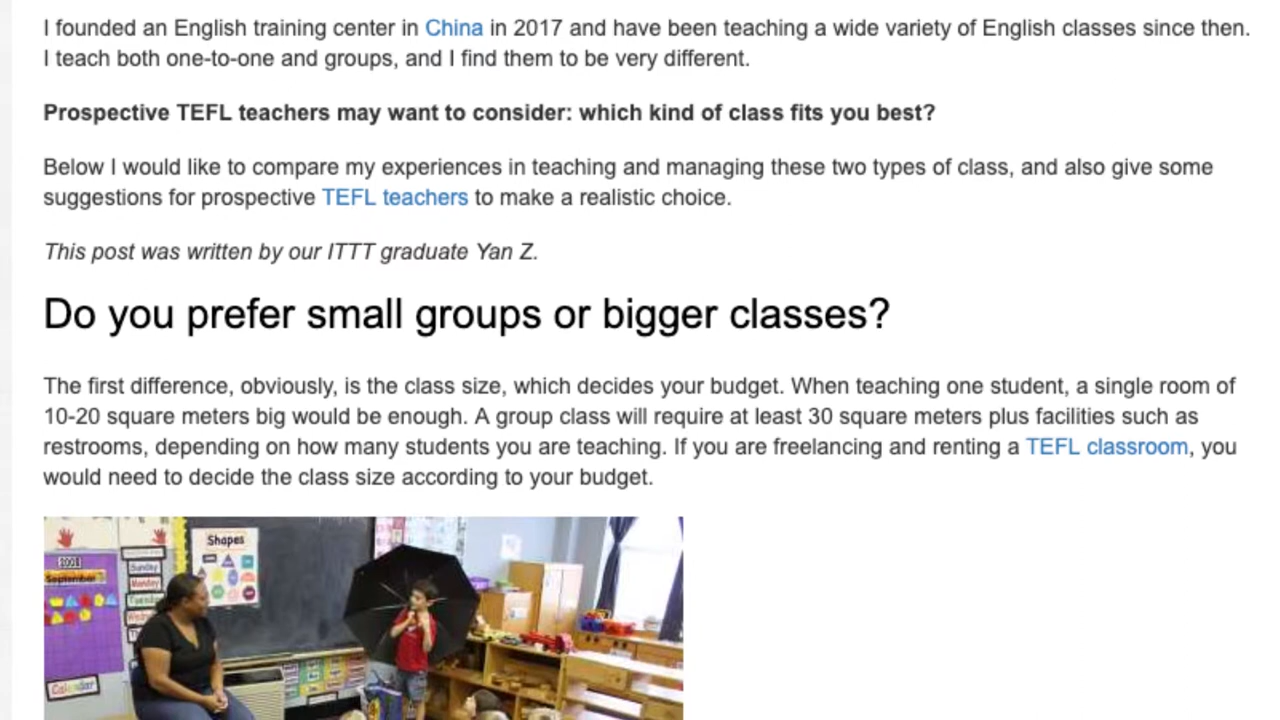 I founded an English training center in China in 2017 and have been teaching a wide variety of English classes since then.
I teach both one-to-one and groups, and I find them to be very different.
Prospective TEFL teachers may want to consider: which kind of class fits you best?
Below I would like to compare my experiences in teaching and managing these two types of class, and also give some
suggestions for prospective TEFL teachers to make a realistic choice.
This post was written by our ITTT graduate Yan Z.
Do you prefer small groups or bigger classes?
The first difference, obviously, is the class size, which decides your budget. When teaching one student, a single room of
10-20 square meters big would be enough. A group class will require at least 30 square meters plus facilities such as
restrooms, depending on how many students you are teaching. If you are freelancing and renting a TEFL classroom, you
would need to decide the class size according to your budget.
Shapes
2008
September
Sunday
Monday
Calendar